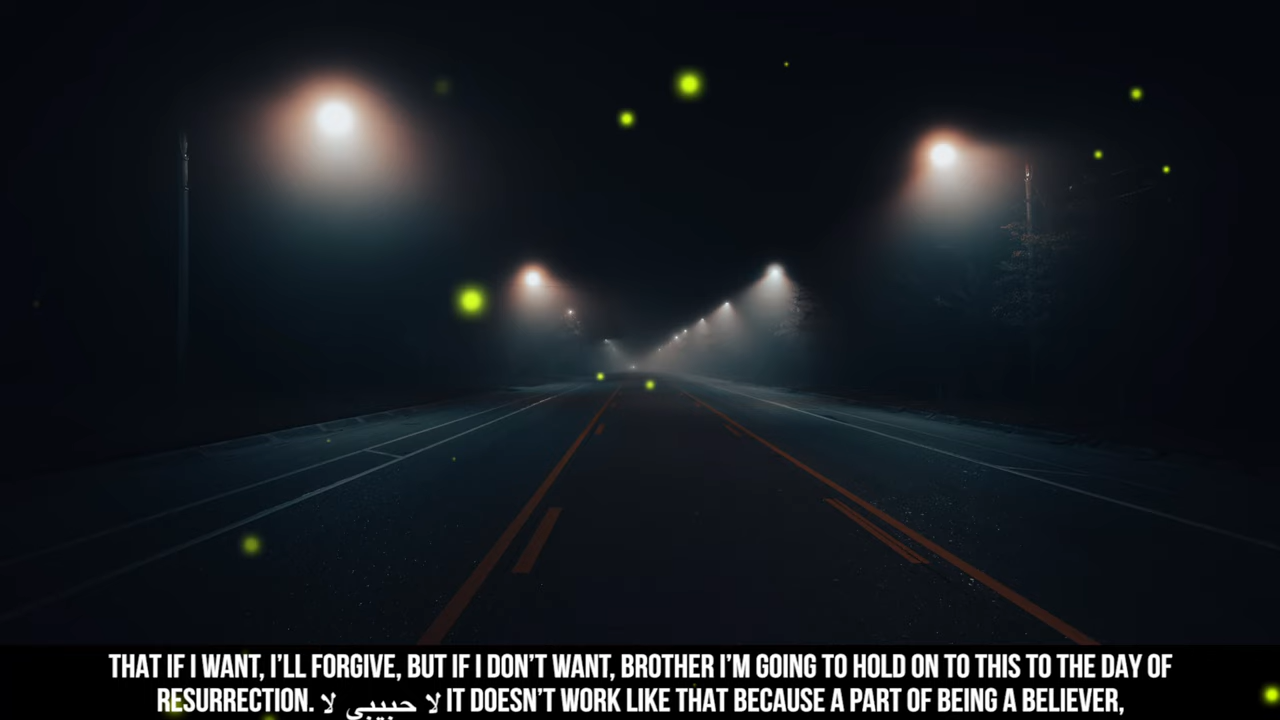 THAT IF I WANT, I'LL FORGIVE, BUT IF I DON'T WANT, BROTHER I'M GOING TO HOLD ON TO THIS TO THE DAY OF
RESURRECTION. لا حبيبي لا IT DOESN'T WORK LIKE THAT BECAUSE A PART OF BEING A BELIEVER,